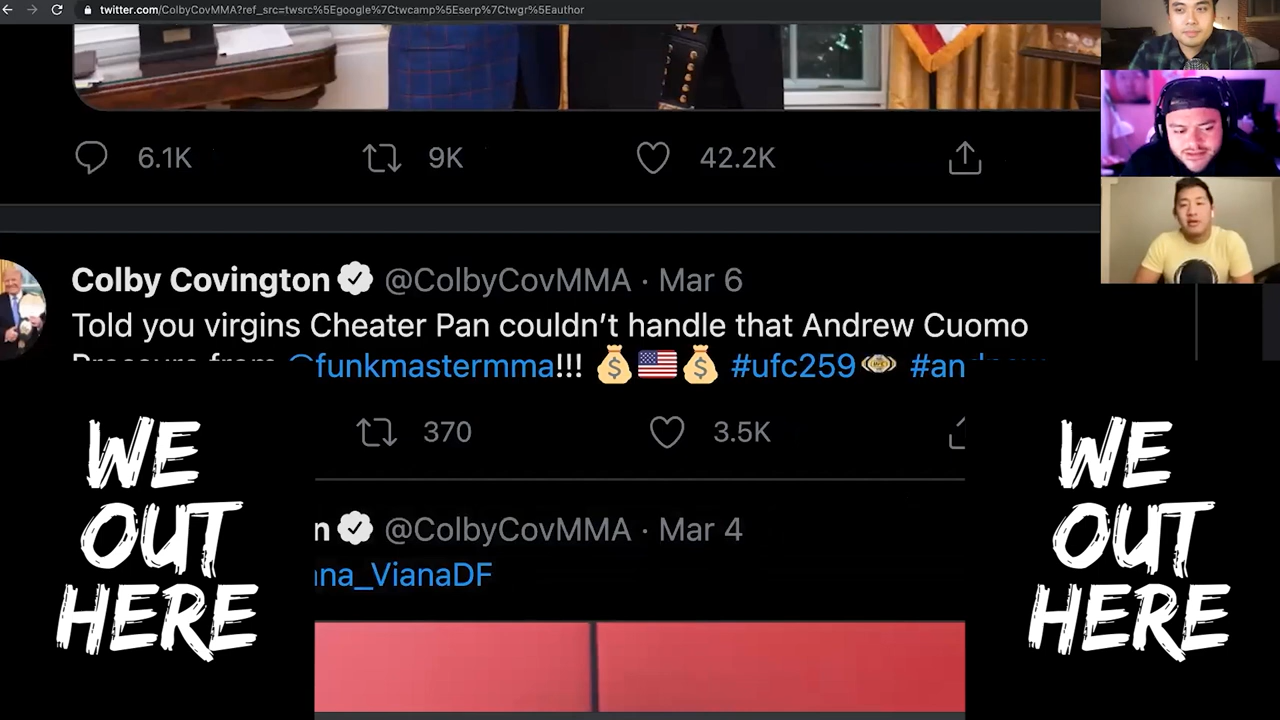 twitter.com/ColbyCovMMA?ref_src=twsrc%5Egoogle%7Ctwcamp%5Eserp%7Ctwgr%5Eauthor
6.1K 9K 42.2K
Colby Covington @ColbyCovMMA · Mar 6
Told you virgins Cheater Pan couldn't handle that Andrew Cuomo
Pressure from @funkmastermma!!! 💰🇺🇸💰 #ufc259 #andrew
370 3.5K
n @ColbyCovMMA · Mar 4
na_VianaDF
WE
OUT
HERE
WE
OUT
HERE